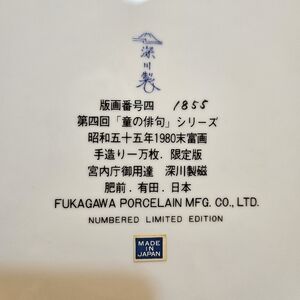 深川製
版画番号四 1855
第四回「童の俳句」シリーズ
昭和五十五年1980末富画
手造り一万枚．限定版
宮内庁御用達 深川製磁
肥前．有田．日本
FUKAGAWA PORCELAIN MFG. CO., LTD.
NUMBERED LIMITED EDITION
MADE
IN
JAPAN